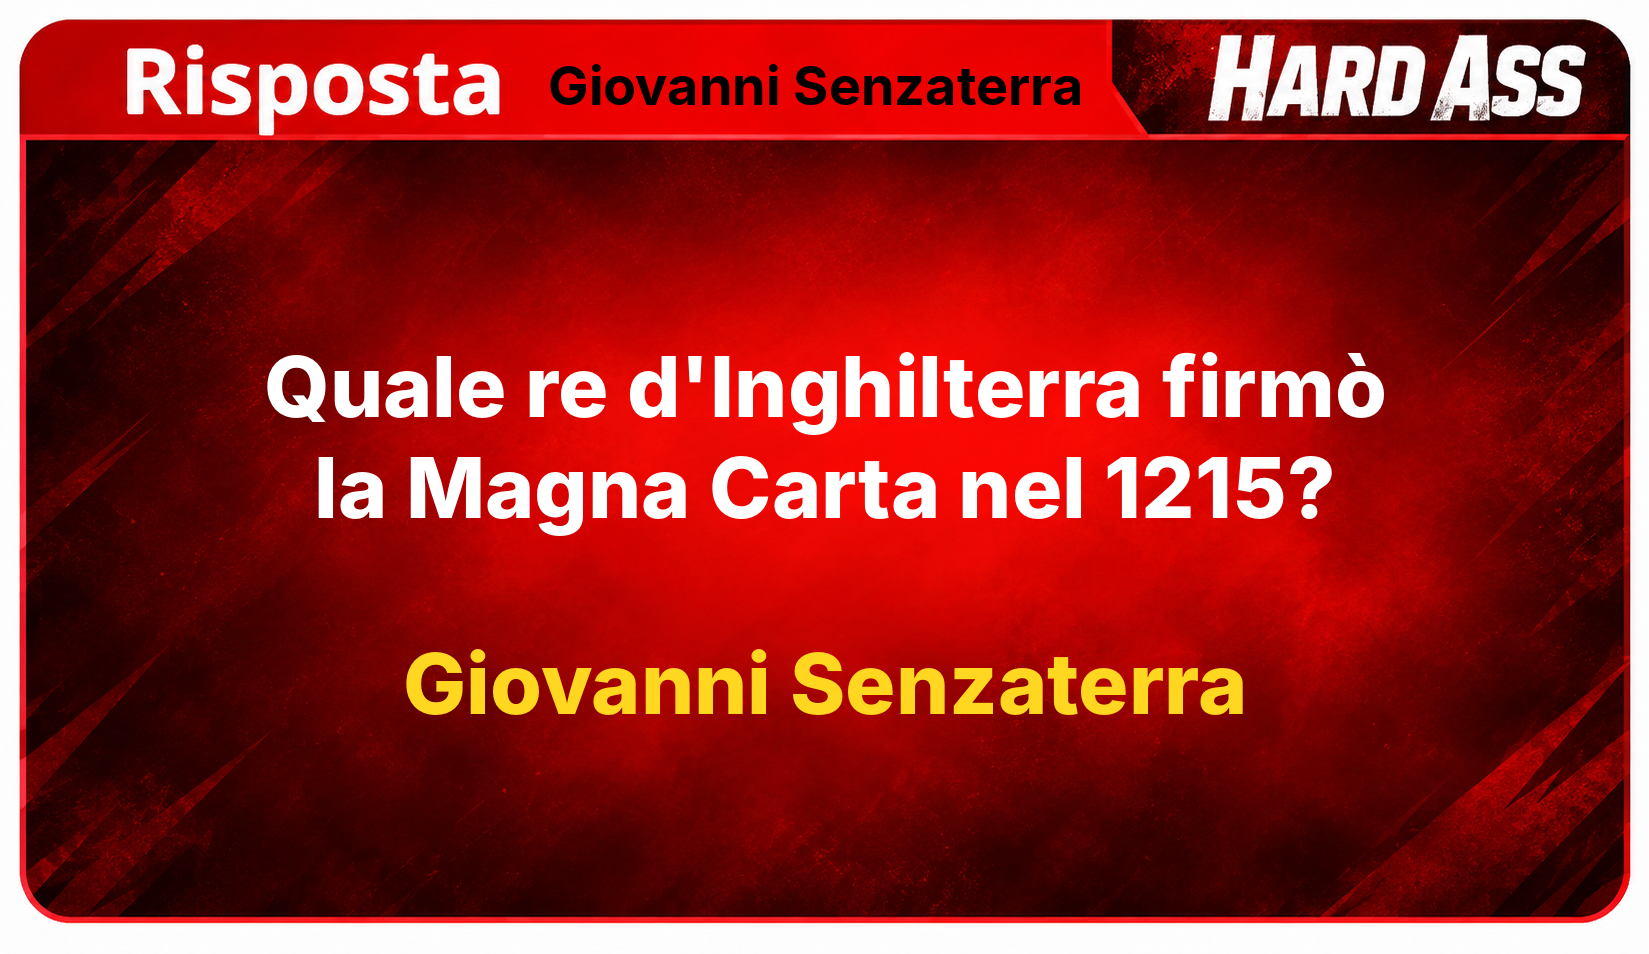 Risposta Giovanni Senzaterra HARD ASS
Quale re d'Inghilterra firmò
la Magna Carta nel 1215?
Giovanni Senzaterra